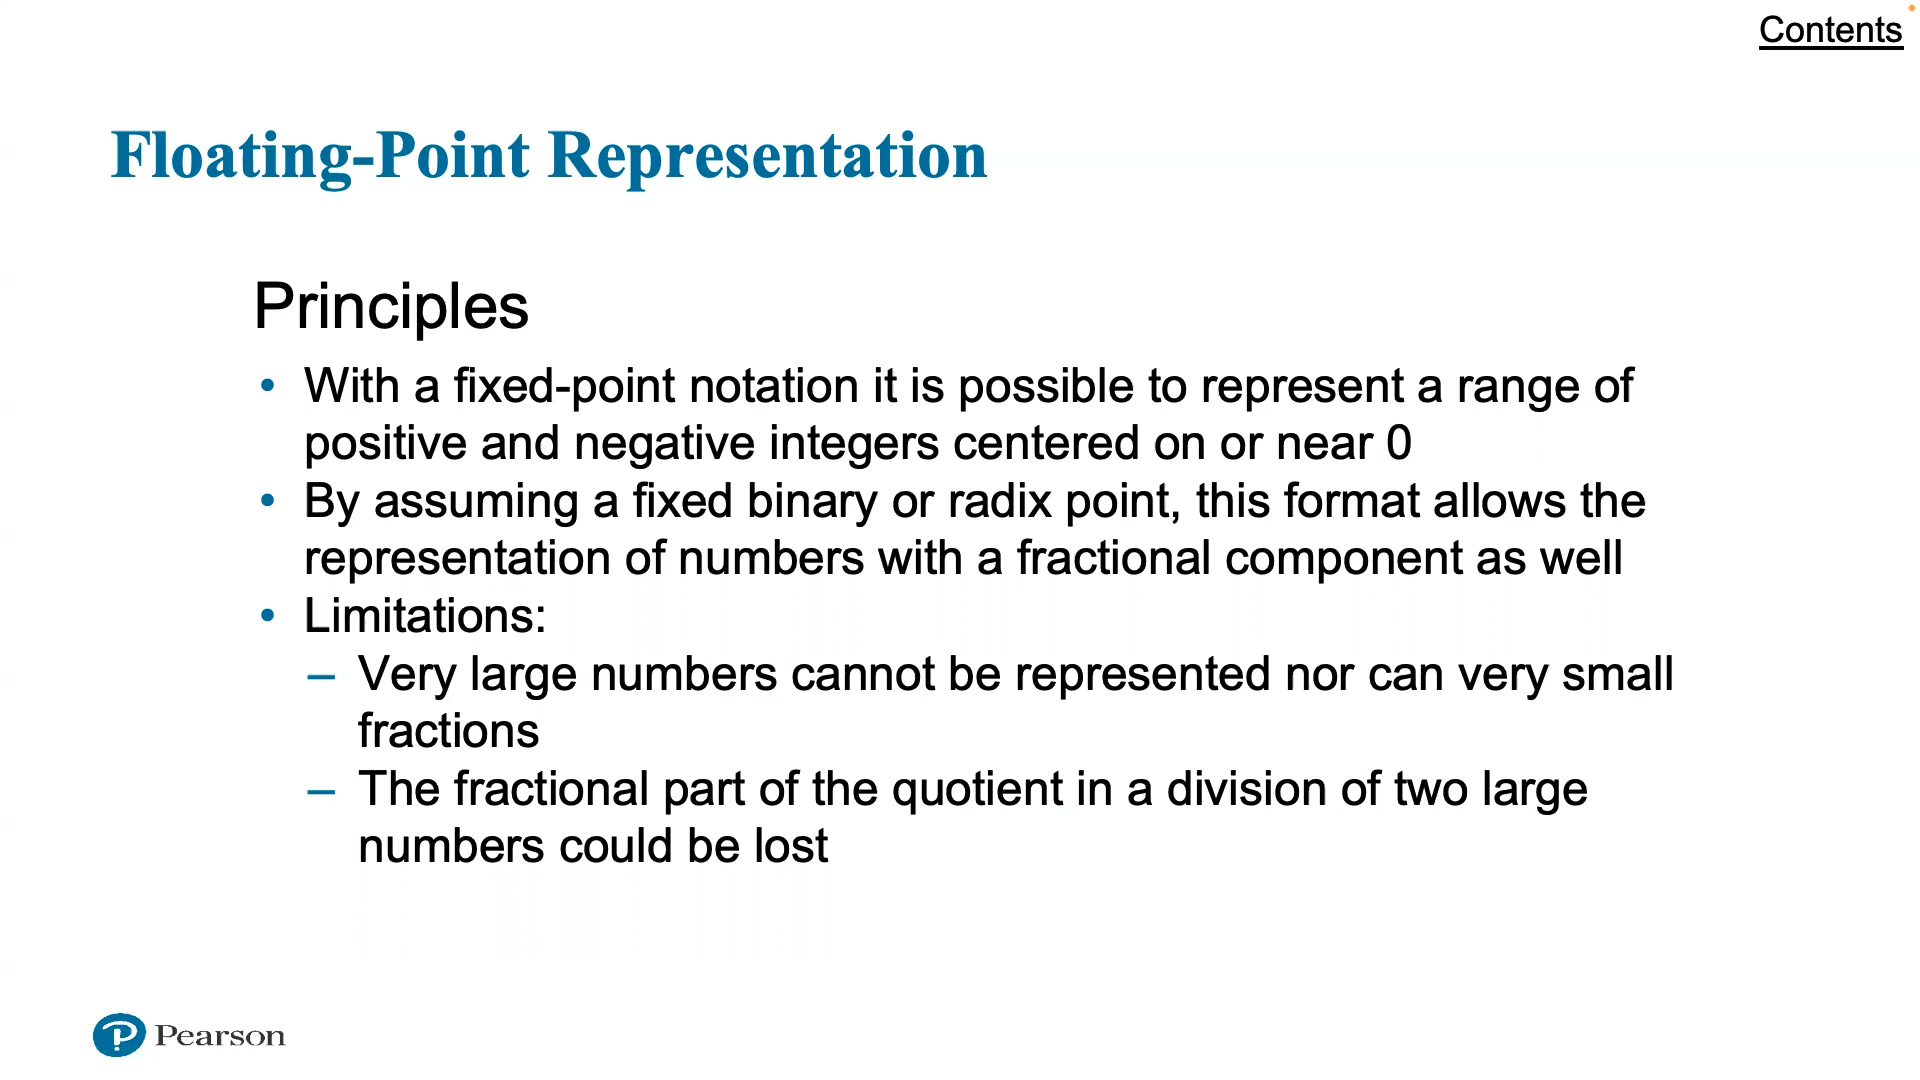 Contents
Floating-Point Representation
Principles
• With a fixed-point notation it is possible to represent a range of
positive and negative integers centered on or near 0
• By assuming a fixed binary or radix point, this format allows the
representation of numbers with a fractional component as well
• Limitations:
– Very large numbers cannot be represented nor can very small
fractions
– The fractional part of the quotient in a division of two large
numbers could be lost
P Pearson